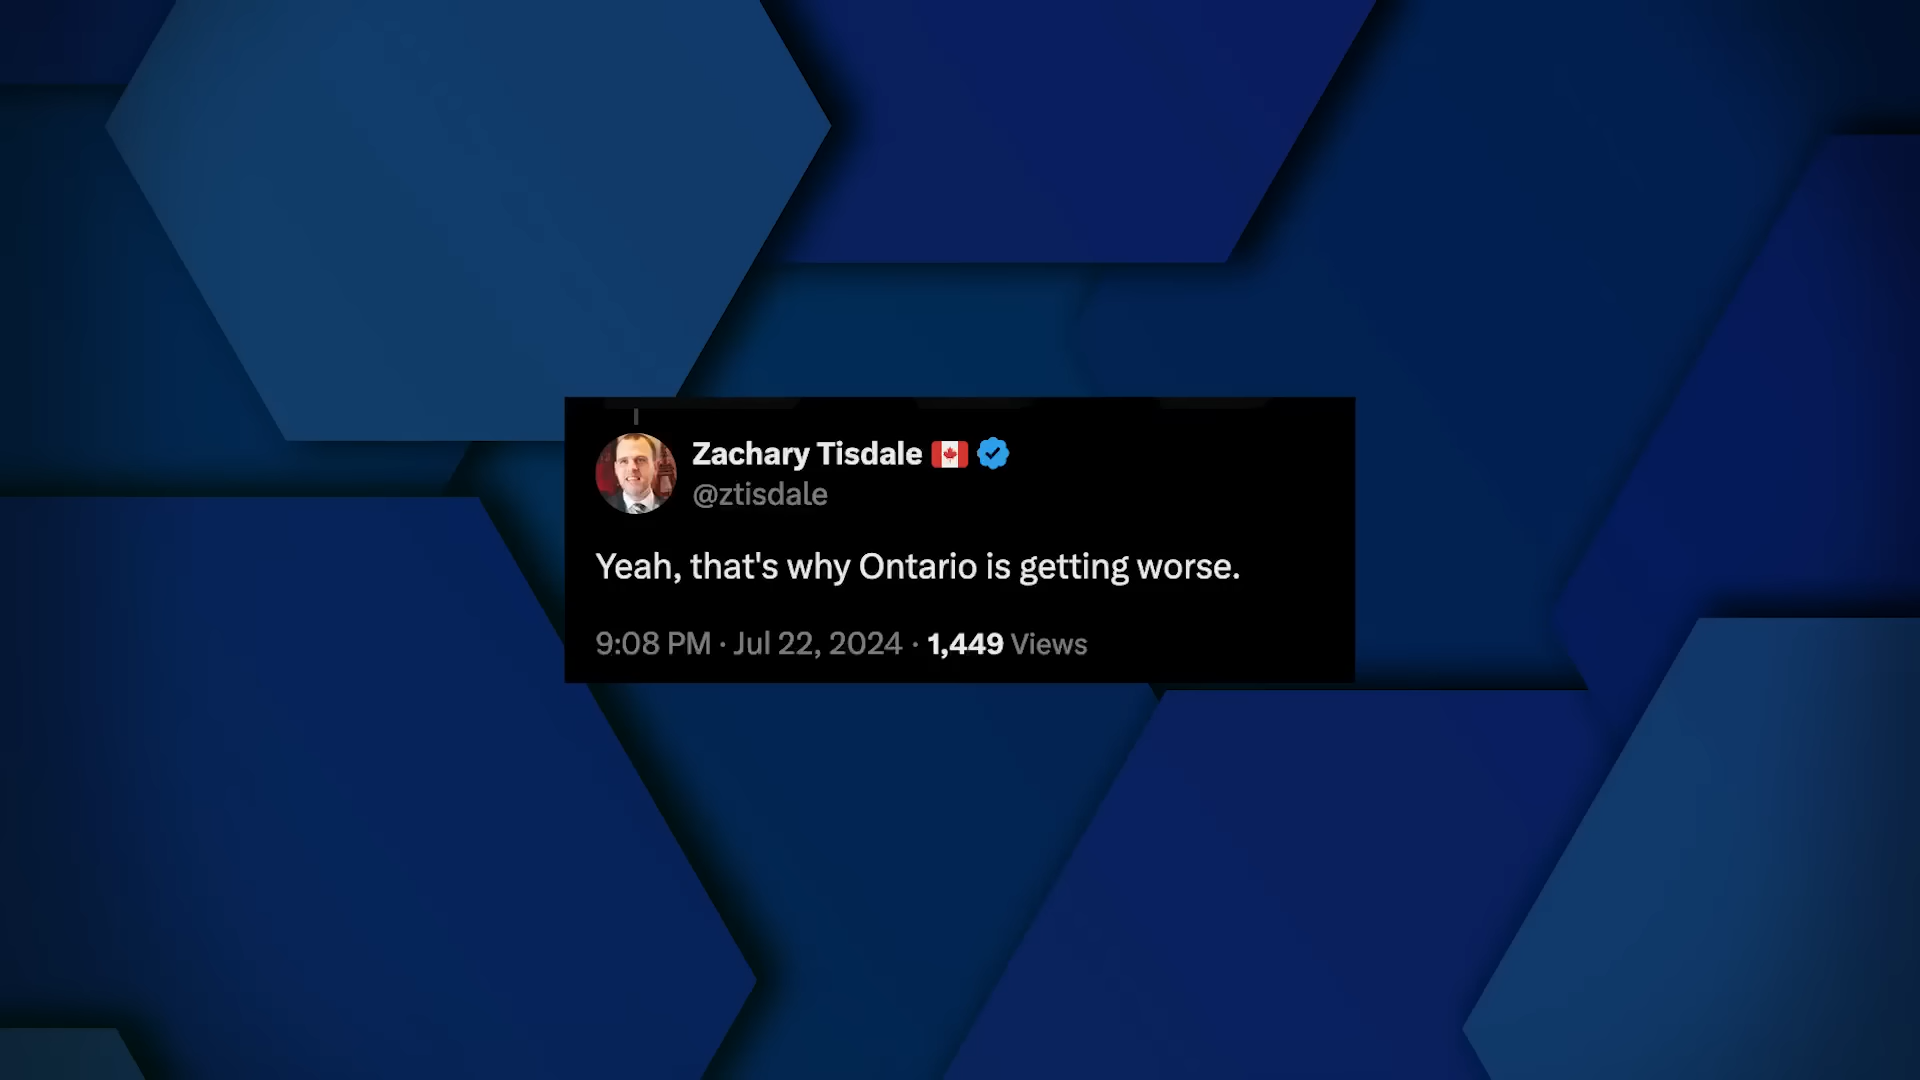 Zachary Tisdale 🇨🇦
@ztisdale
Yeah, that's why Ontario is getting worse.
9:08 PM · Jul 22, 2024 · 1,449 Views